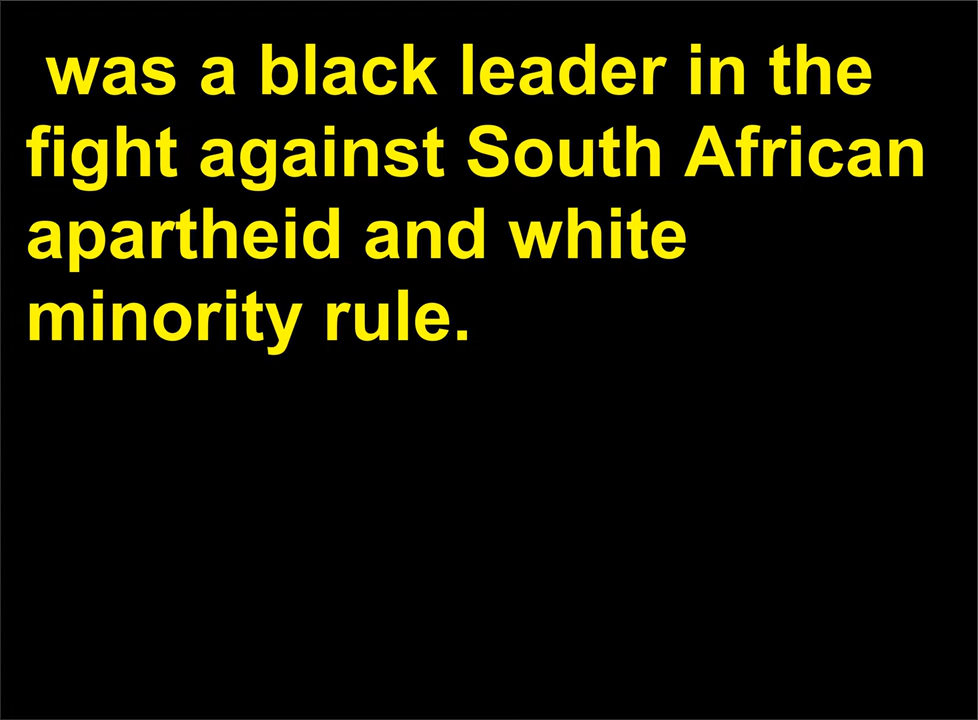 was a black leader in the
fight against South African
apartheid and white
minority rule.